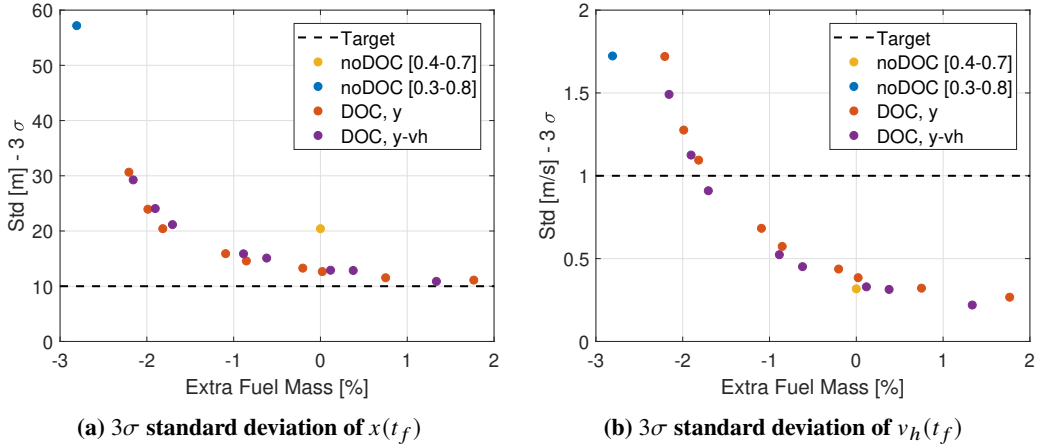 60
50
40
30
20
10
0
-3
-2
-1
0
1
2
Std [m] - 3 σ
Extra Fuel Mass [%]
Target
noDOC [0.4-0.7]
noDOC [0.3-0.8]
DOC, y
DOC, y-vh
(a) 3σ standard deviation of x(t_f)
2
1.5
1
0.5
0
-3
-2
-1
0
1
2
Std [m/s] - 3 σ
Extra Fuel Mass [%]
Target
noDOC [0.4-0.7]
noDOC [0.3-0.8]
DOC, y
DOC, y-vh
(b) 3σ standard deviation of v_h(t_f)